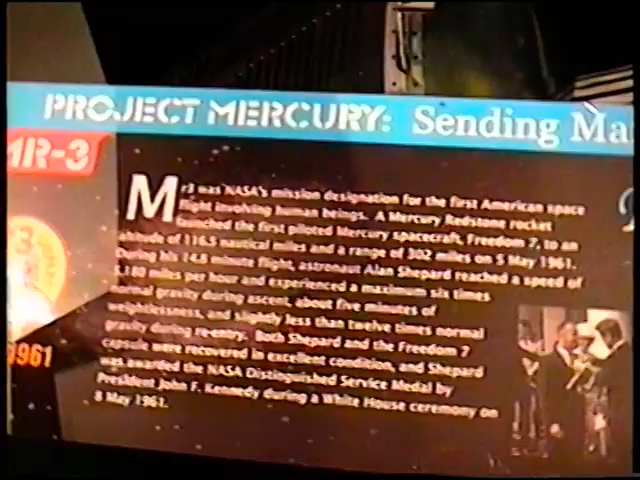 PROJECT MERCURY: Sending Ma
MR-3
Mr3 was NASA's mission designation for the first American space
flight involving human beings. A Mercury Redstone rocket
launched the first piloted Mercury spacecraft, Freedom 7, to an
altitude of 116.5 nautical miles and a range of 302 miles on 5 May 1961.
During his 14.8 minute flight, astronaut Alan Shepard reached a speed of
5,180 miles per hour and experienced a maximum six times
normal gravity during ascent, about five minutes of
weightlessness, and slightly less than twelve times normal
gravity during re-entry. Both Shepard and the Freedom 7
capsule were recovered in excellent condition, and Shepard
was awarded the NASA Distinguished Service Medal by
President John F. Kennedy during a White House ceremony on
8 May 1961.
3
1961